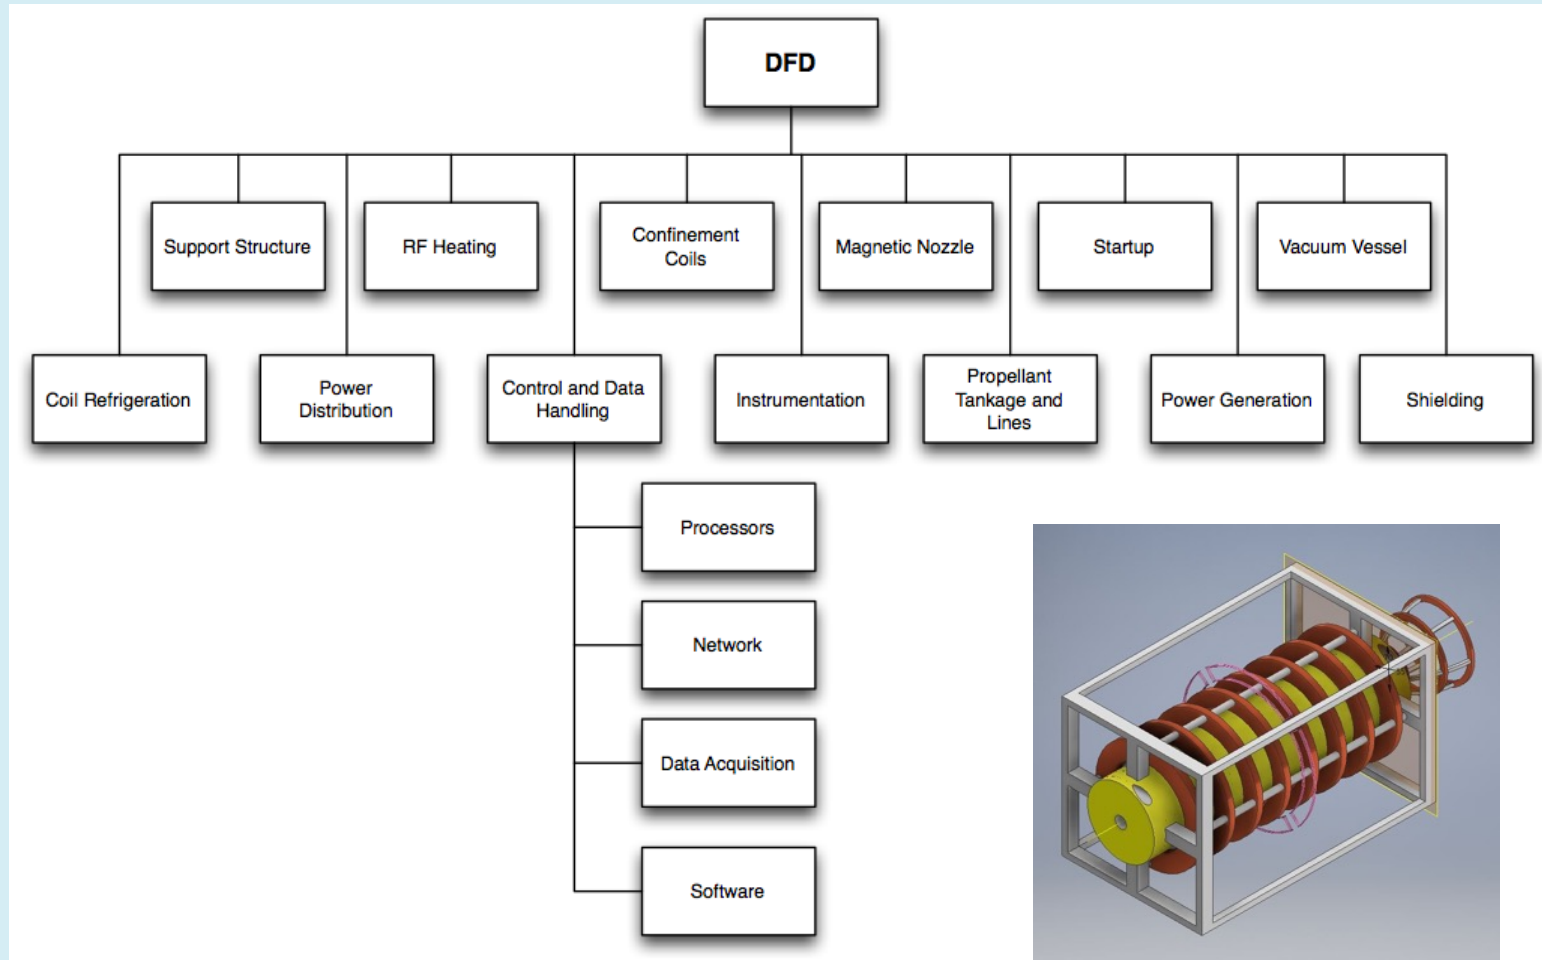 DFD
Support Structure
RF Heating
Confinement
Coils
Magnetic Nozzle
Startup
Vacuum Vessel
Coil Refrigeration
Power
Distribution
Control and Data
Handling
Instrumentation
Propellant
Tankage and
Lines
Power Generation
Shielding
Processors
Network
Data Acquisition
Software